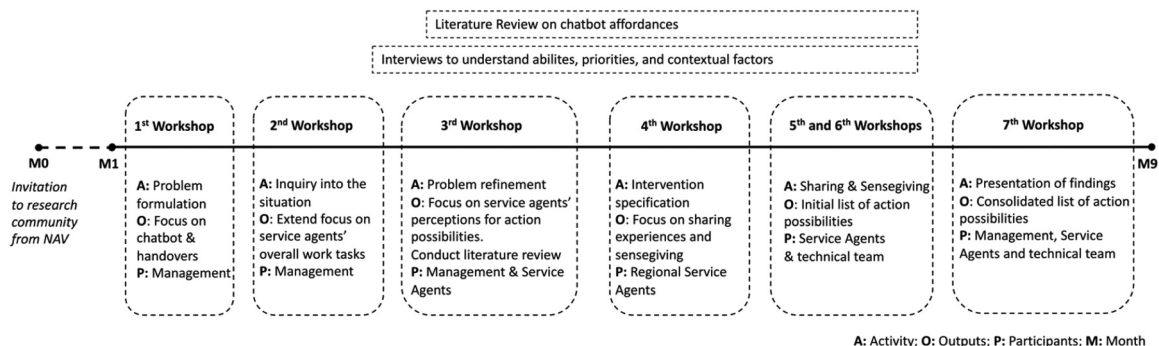 Literature Review on chatbot affordances
Interviews to understand abilites, priorities, and contextual factors
1st Workshop
2nd Workshop
3rd Workshop
4th Workshop
5th and 6th Workshops
7th Workshop
M0
M1
M9
Invitation
to research
community
from NAV
A: Problem
formulation
O: Focus on
chatbot &
handovers
P: Management
A: Inquiry into the
situation
O: Extend focus on
service agents’
overall work tasks
P: Management
A: Problem refinement
O: Focus on service agents’
perceptions for action
possibilities.
Conduct literature review
P: Management & Service
Agents
A: Intervention
specification
O: Focus on sharing
experiences and
sensegiving
P: Regional Service
Agents
A: Sharing & Sensegiving
O: Initial list of action
possibilities
P: Service Agents
& technical team
A: Presentation of findings
O: Consolidated list of action
possibilities
P: Management, Service
Agents and technical team
A: Activity; O: Outputs; P: Participants; M: Month